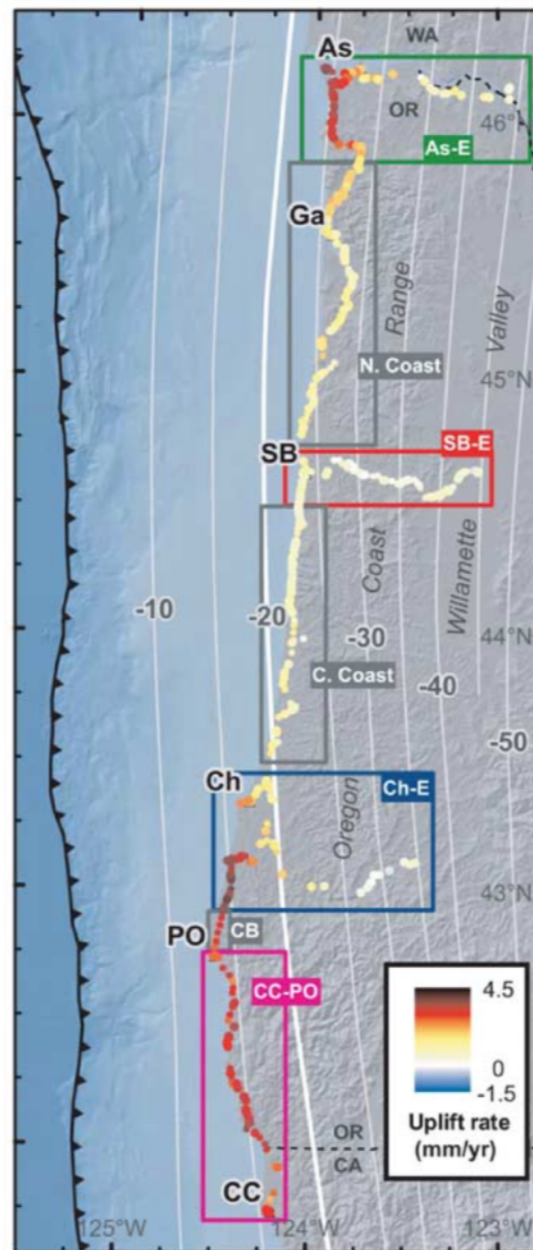 As
WA
OR
46°
As-E
Ga
Range
Valley
N. Coast
45°N
SB
SB-E
Coast
Willamette
-10
-20
-30
44°N
C. Coast
-40
-50
Ch
Ch-E
Oregon
43°N
PO
CB
CC-PO
4.5
0
-1.5
Uplift rate
(mm/yr)
OR
CA
CC
125°W
124°W
123°W